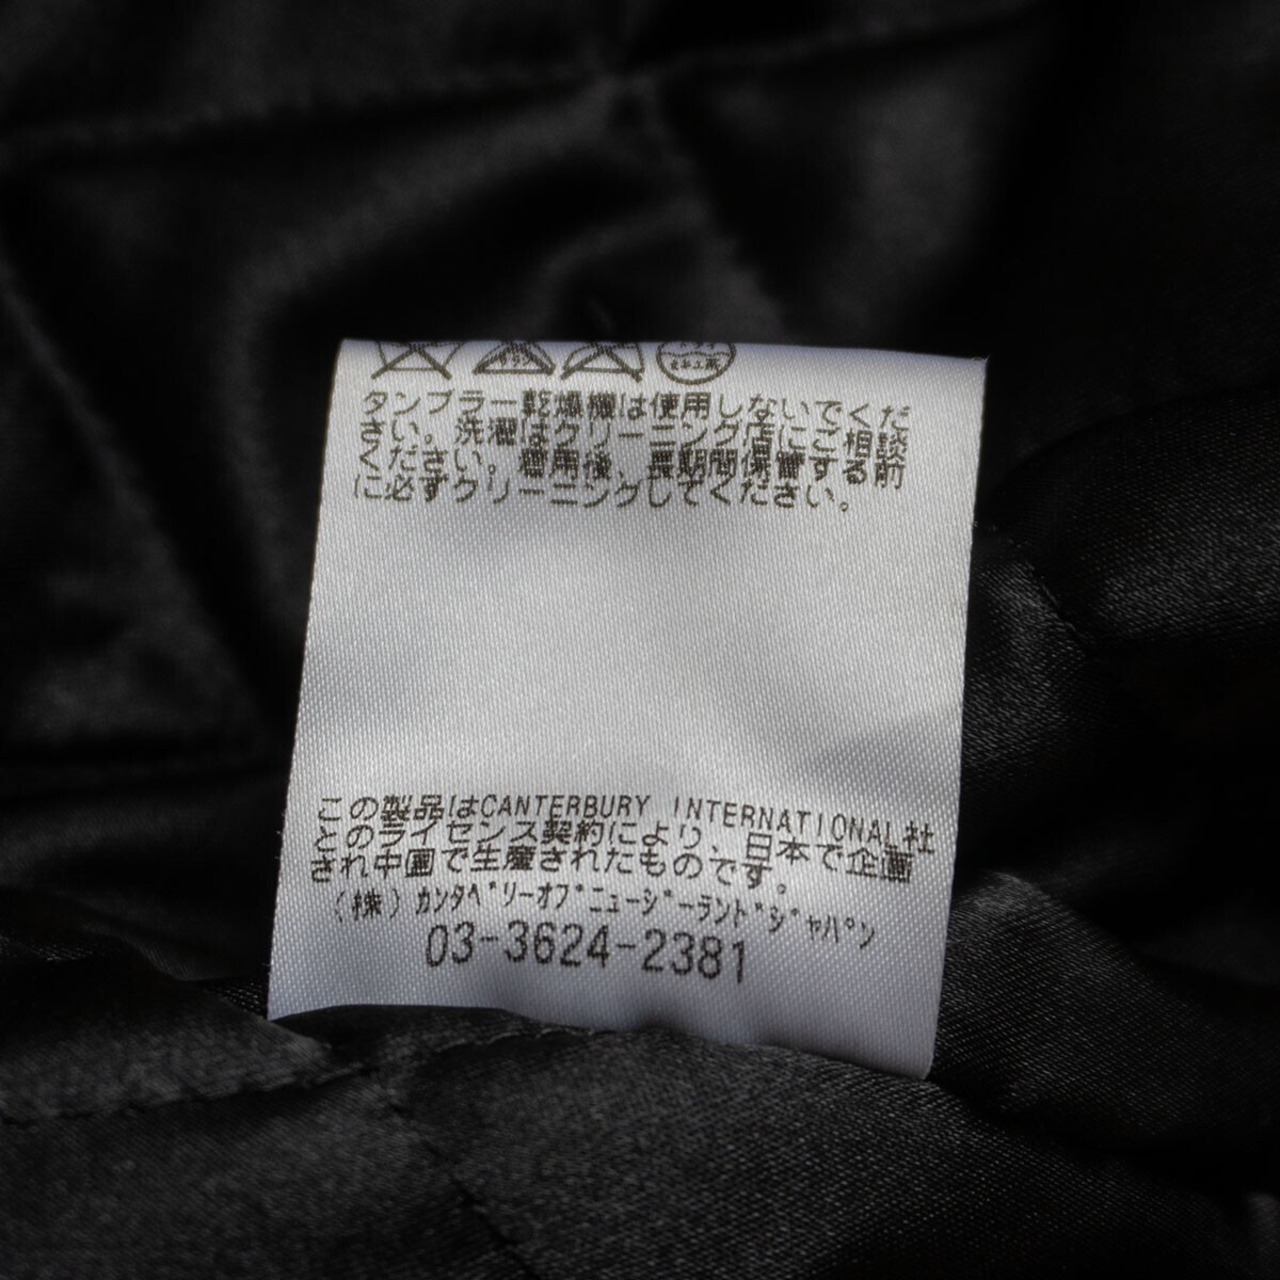 タンブラー乾燥機は使用しないでくだ
さい。洗濯はクリーニング店にご相談
ください。着用後、長期間保管する前
に必ずクリーニングしてください。
この製品はCANTERBURY INTERNATIONAL社
とのライセンス契約により、日本で企画
され中国で生産されたものです。
（株）ｶﾝﾀﾍﾞﾘｰｵﾌﾞﾆｭｰｼﾞｰﾗﾝﾄﾞｼﾞｬﾊﾟﾝ
03-3624-2381